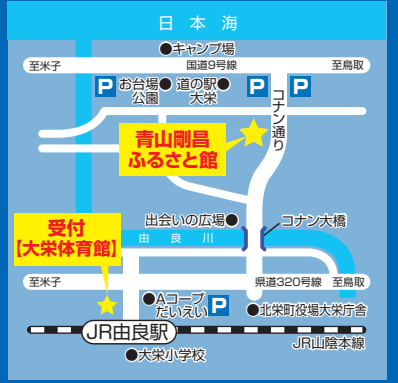 日本海
●キャンプ場
至米子
国道9号線
至鳥取
P
お台場●
公園
道の駅●
大栄
P
P
コナン通り
青山剛昌
ふるさと館
受付
【大栄体育館】
出会いの広場●
コナン大橋
由良川
至米子
県道320号線
至鳥取
●Aコープ
だいえい
P
●北栄町役場大栄庁舎
JR由良駅
JR山陰本線
●大栄小学校